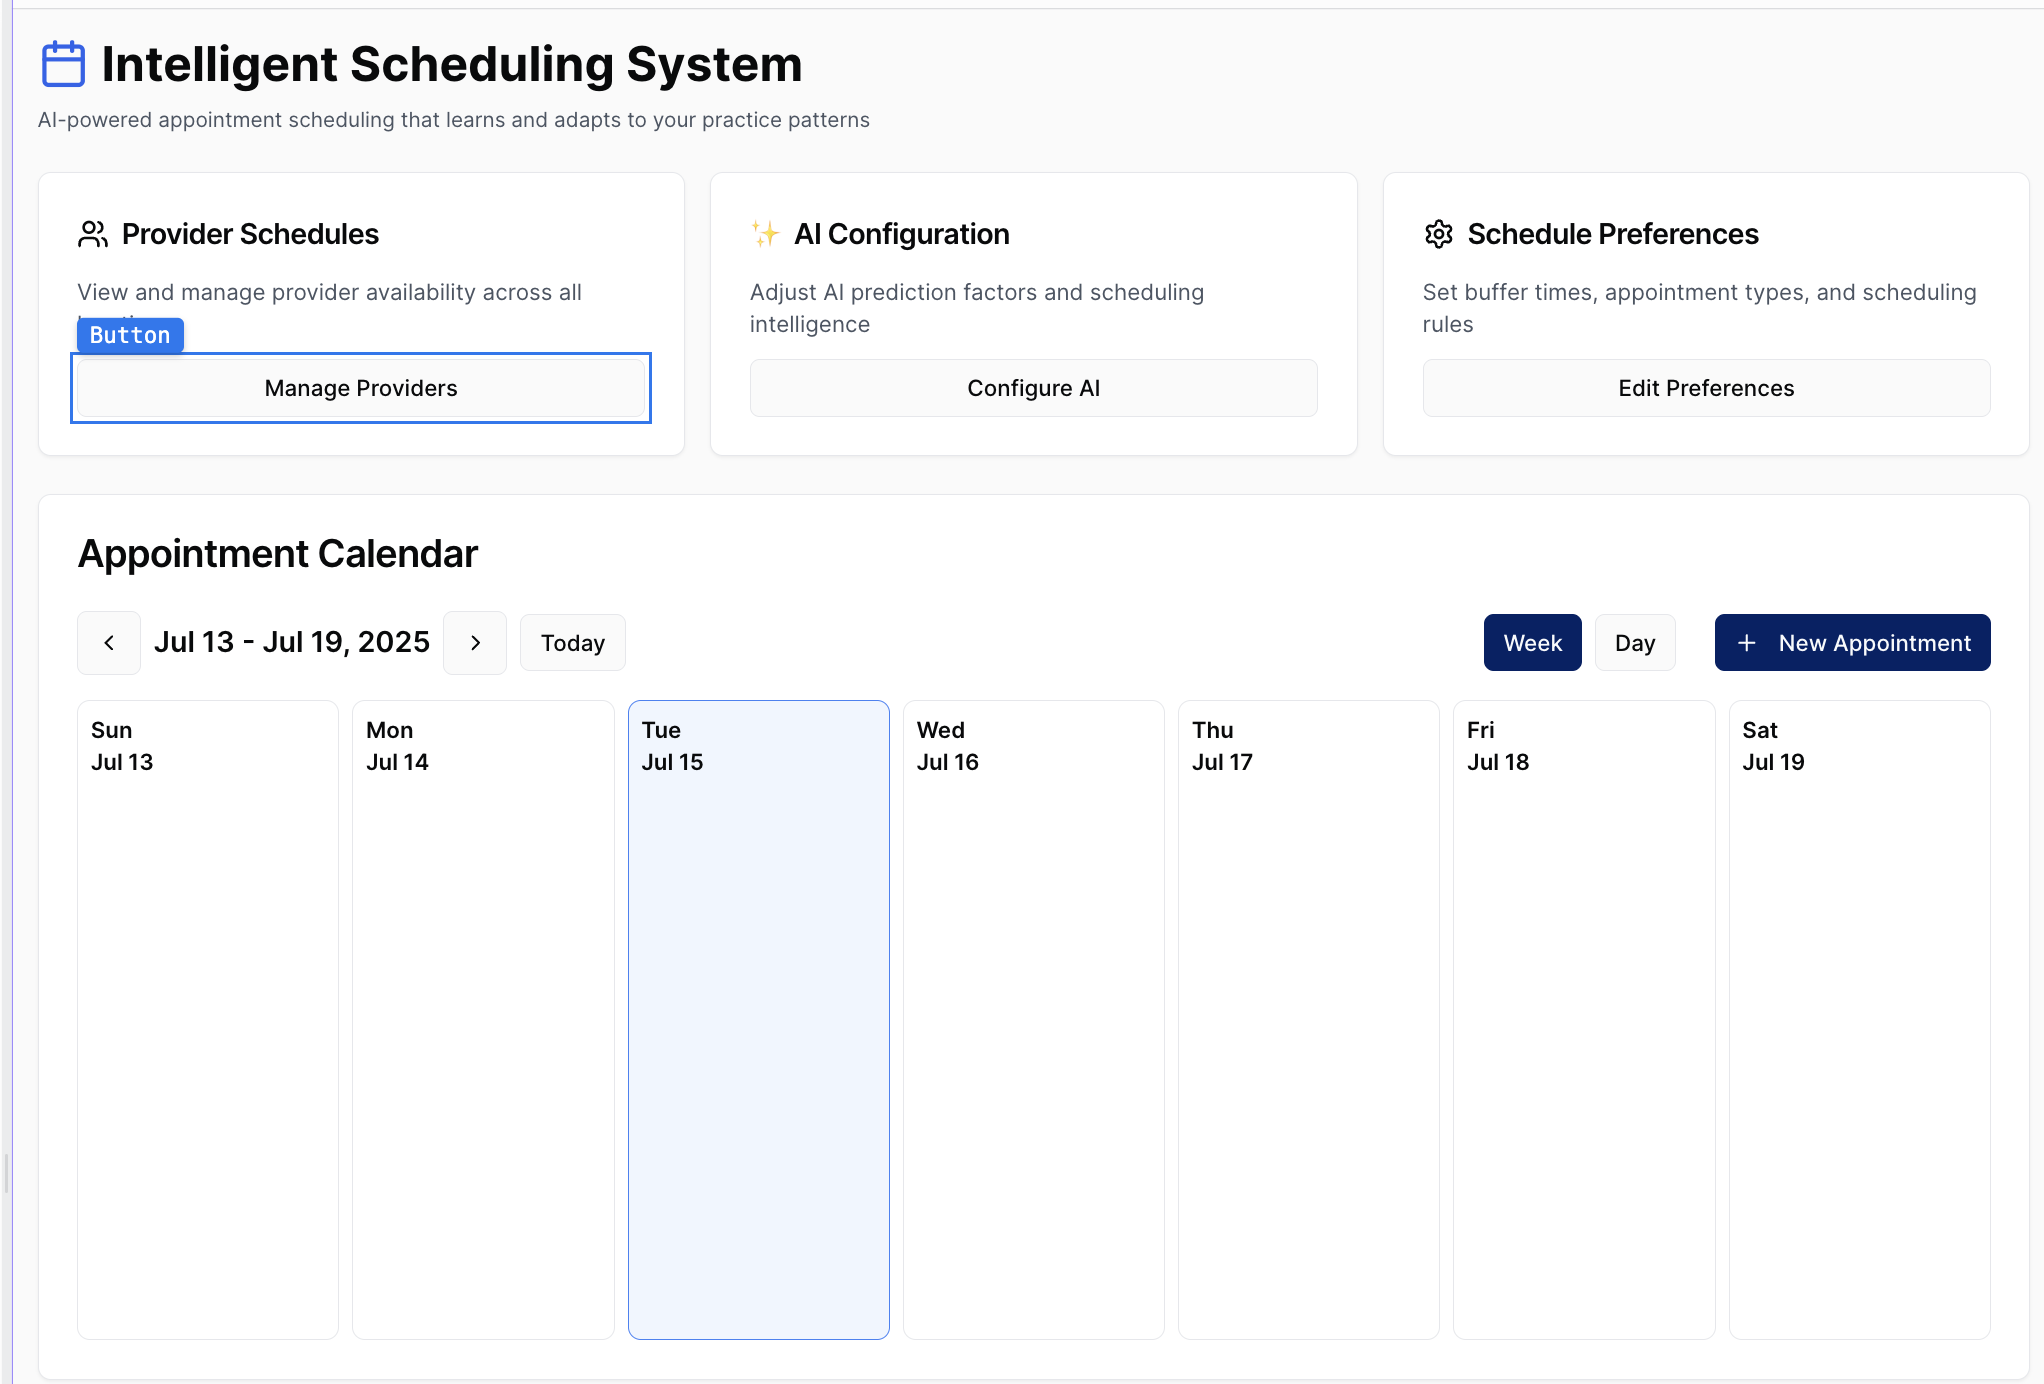 Intelligent Scheduling System
AI-powered appointment scheduling that learns and adapts to your practice patterns
Provider Schedules
View and manage provider availability across all
Button
Manage Providers
✨ AI Configuration
Adjust AI prediction factors and scheduling
intelligence
Configure AI
Schedule Preferences
Set buffer times, appointment types, and scheduling
rules
Edit Preferences
Appointment Calendar
Jul 13 - Jul 19, 2025
Today
Week
Day
+ New Appointment
Sun
Jul 13
Mon
Jul 14
Tue
Jul 15
Wed
Jul 16
Thu
Jul 17
Fri
Jul 18
Sat
Jul 19